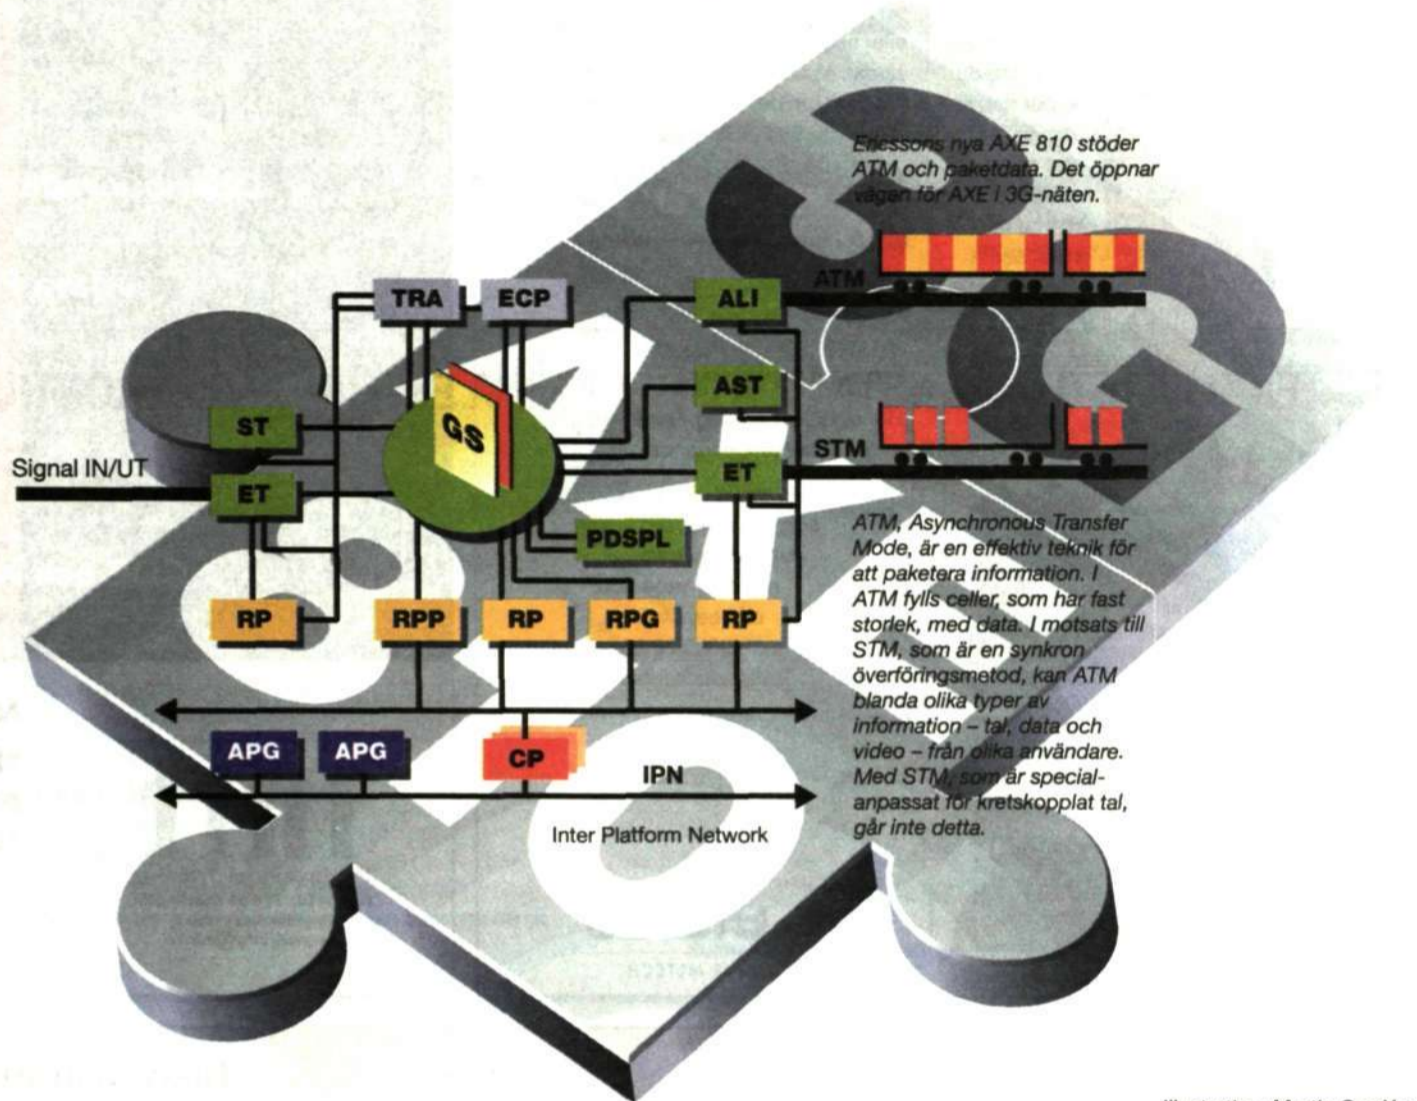 Ericssons nya AXE 810 stöder
ATM och paketdata. Det öppnar
vägen för AXE i 3G-näten.
3G
TRA
ECP
ALI
ATM
GS
AST
ST
STM
Signal IN/UT
ET
ET
PDSPL
RP
RPP
RP
RPG
RP
APG
APG
CP
IPN
Inter Platform Network
AXE
810
ATM, Asynchronous Transfer
Mode, är en effektiv teknik för
att paketera information. I
ATM fylls celler, som har fast
storlek, med data. I motsats till
STM, som är en synkron
överföringsmetod, kan ATM
blanda olika typer av
information – tal, data och
video – från olika användare.
Med STM, som är special-
anpassat för kretskopplat tal,
går inte detta.